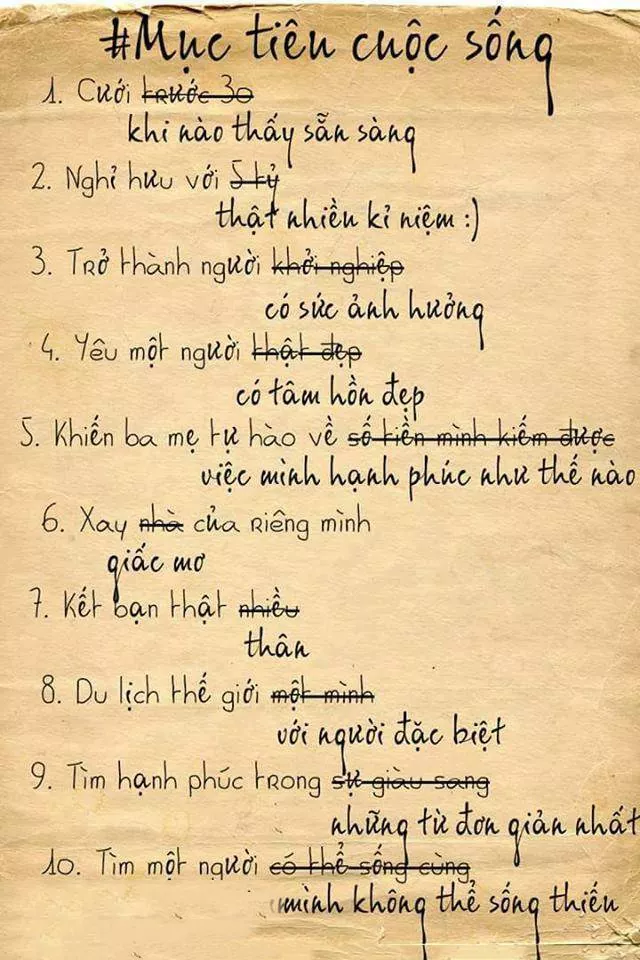 #Mục tiêu cuộc sống
1. Cưới trước 30
khi nào thấy sẵn sàng
2. Nghỉ hưu với 5 tỷ
thật nhiều kỉ niệm :)
3. Trở thành người khởi nghiệp
có sức ảnh hưởng
4. Yêu một người thật đẹp
có tâm hồn đẹp
5. Khiến ba mẹ tự hào về số tiền mình kiếm được
việc mình hạnh phúc như thế nào
6. Xay nhà của riêng mình
giấc mơ
7. Kết bạn thật nhiều
thân
8. Du lịch thế giới một mình
với người đặc biệt
9. Tìm hạnh phúc trong sự giàu sang
những từ đơn giản nhất
10. Tìm một người có thể sống cùng
mình không thể sống thiếu